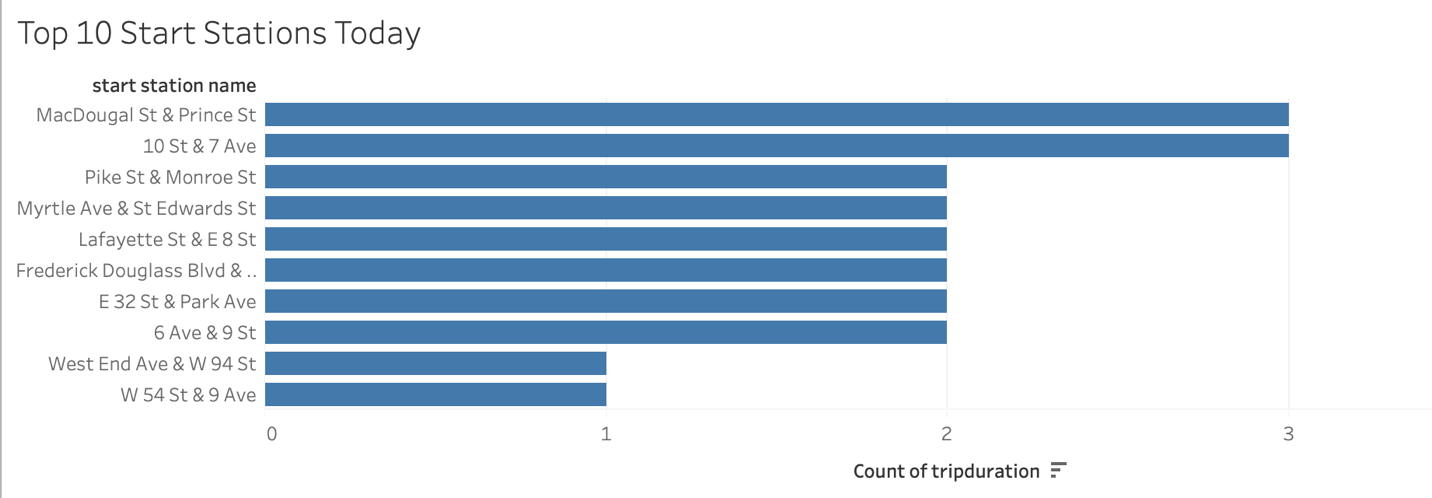 Top 10 Start Stations Today
start station name
MacDougal St & Prince St
10 St & 7 Ave
Pike St & Monroe St
Myrtle Ave & St Edwards St
Lafayette St & E 8 St
Frederick Douglass Blvd & ..
E 32 St & Park Ave
6 Ave & 9 St
West End Ave & W 94 St
W 54 St & 9 Ave
0 1 2 3
Count of tripduration